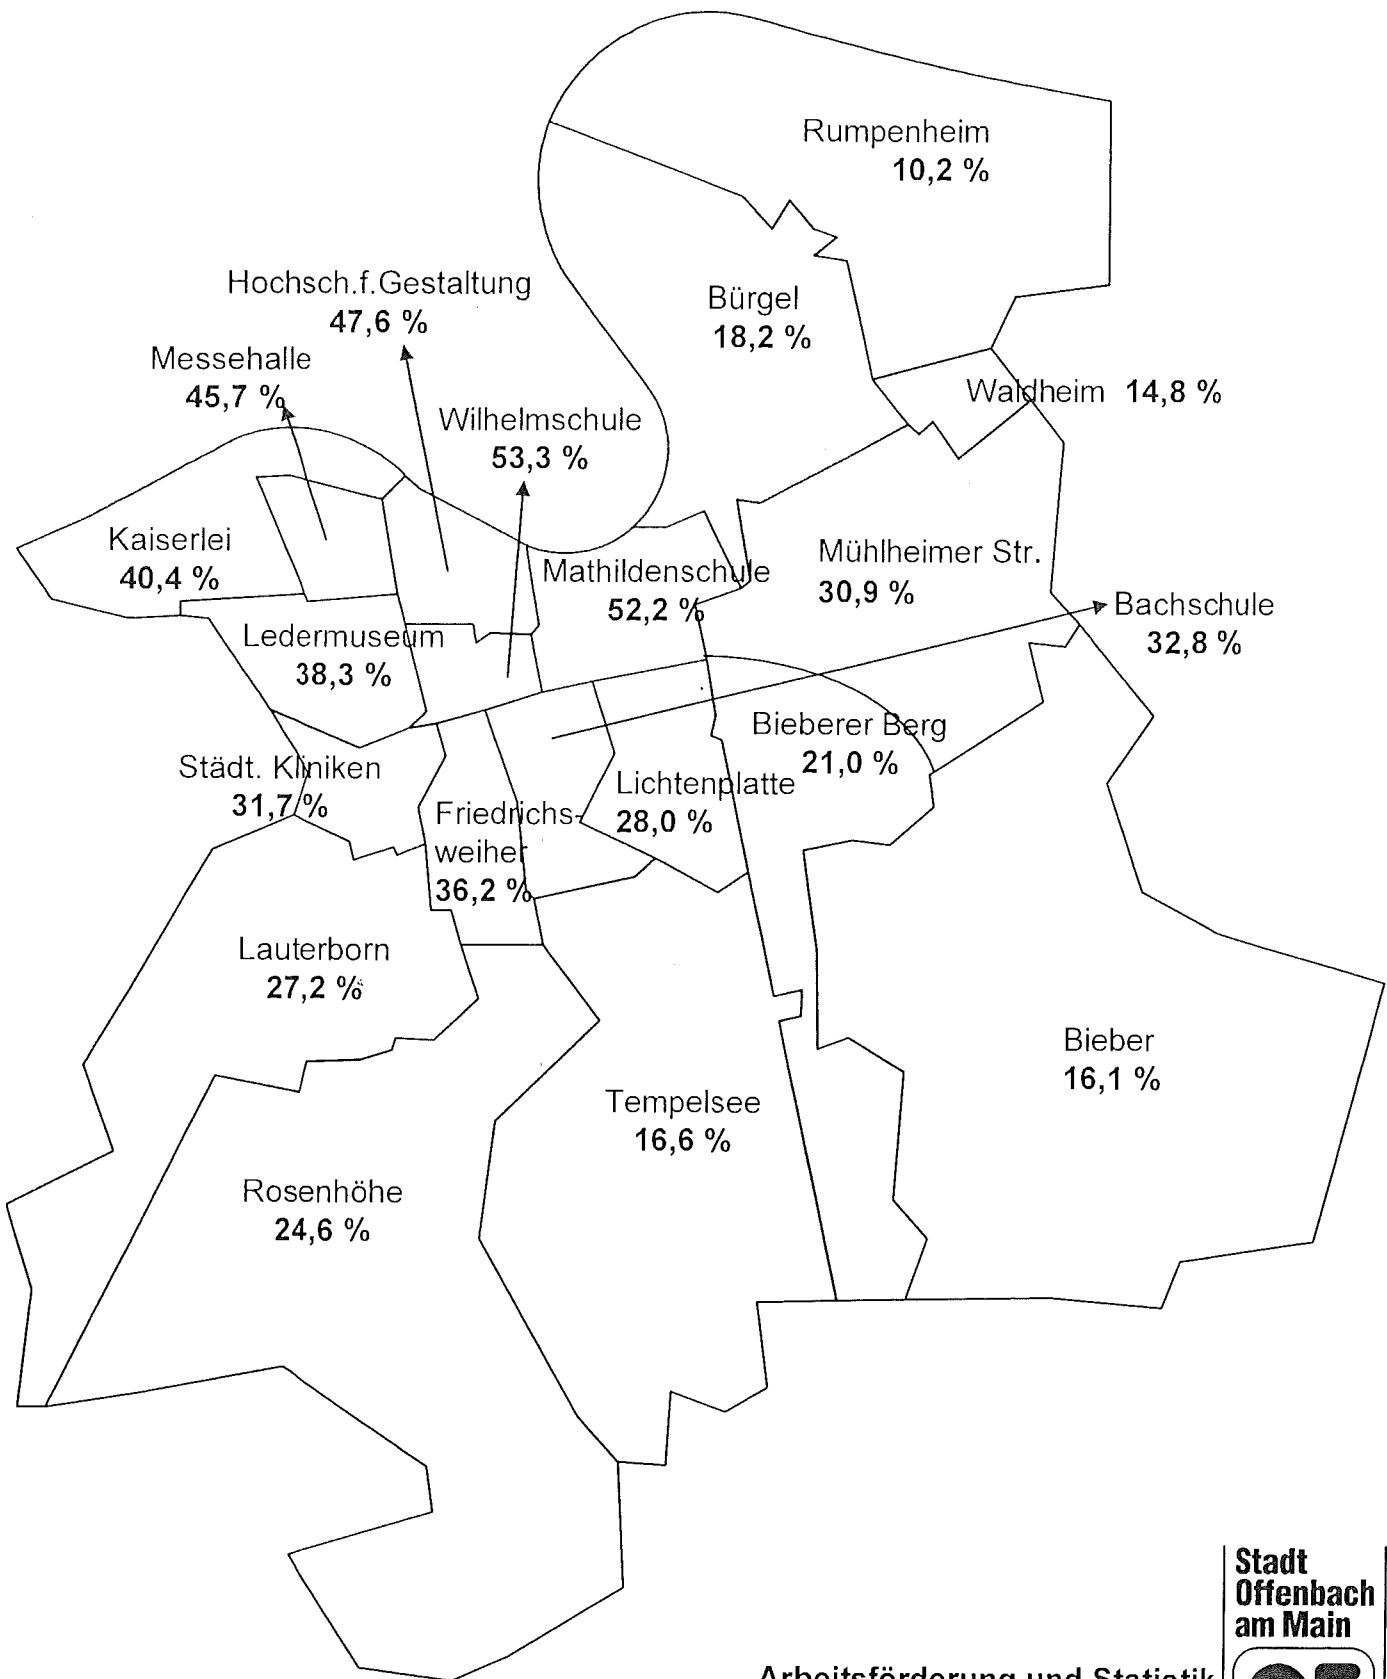 Rumpenheim
10,2 %
Hochsch.f.Gestaltung
47,6 %
Bürgel
18,2 %
Messehalle
45,7 %
Waldheim 14,8 %
Wilhelmschule
53,3 %
Kaiserlei
40,4 %
Mathildenschule
52,2 %
Mühlheimer Str.
30,9 %
Bachschule
32,8 %
Ledermuseum
38,3 %
Bieberer Berg
21,0 %
Städt. Kliniken
31,7 %
Lichtenplatte
28,0 %
Friedrichs-
weiher
36,2 %
Lauterborn
27,2 %
Bieber
16,1 %
Tempelsee
16,6 %
Rosenhöhe
24,6 %
Stadt
Offenbach
am Main
Arbeitsförderung und Statistik